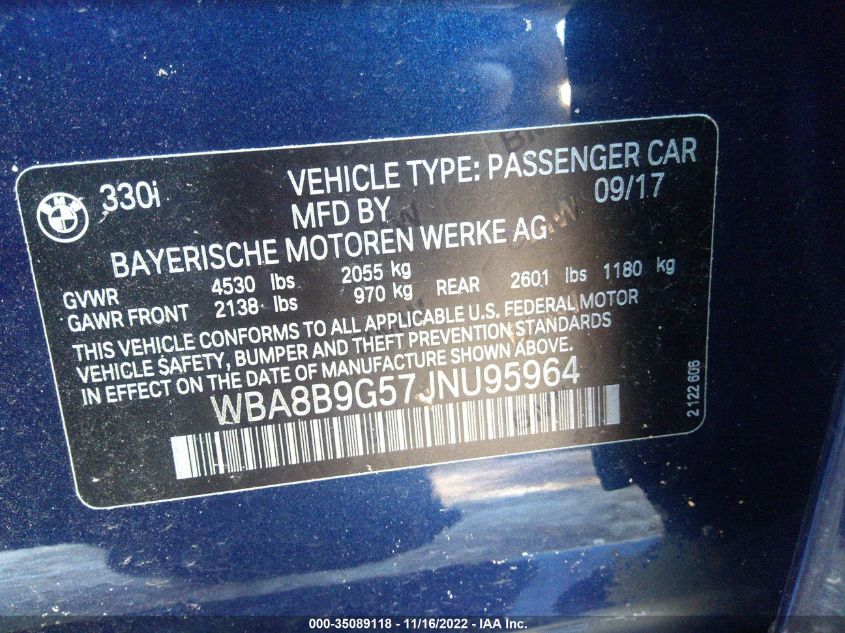 BMW
330i
VEHICLE TYPE: PASSENGER CAR
MFD BY 09/17
BAYERISCHE MOTOREN WERKE AG
GVWR 4530 lbs 2055 kg
GAWR FRONT 2138 lbs 970 kg REAR 2601 lbs 1180 kg
THIS VEHICLE CONFORMS TO ALL APPLICABLE U.S. FEDERAL MOTOR
VEHICLE SAFETY, BUMPER AND THEFT PREVENTION STANDARDS
IN EFFECT ON THE DATE OF MANUFACTURE SHOWN ABOVE.
WBA8B9G57JNU95964
2 122 606
000-35089118 - 11/16/2022 - IAA Inc.